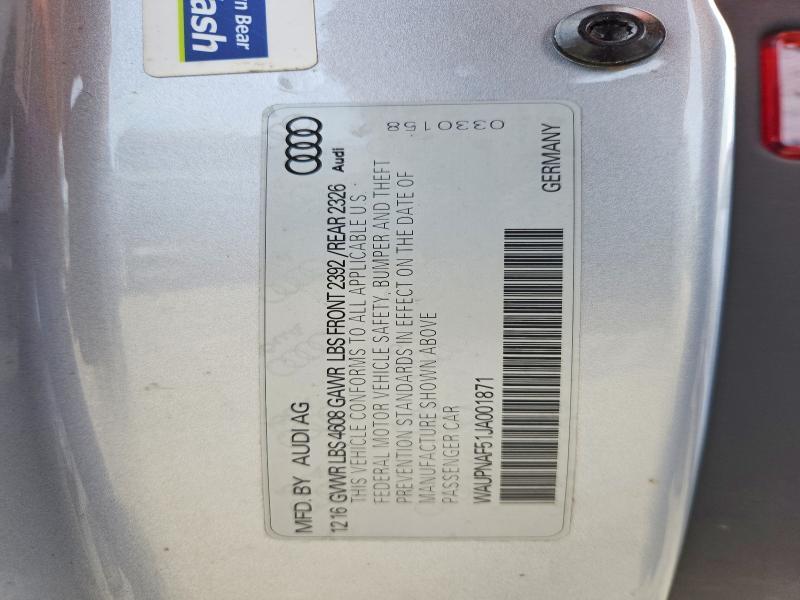 n Bear
ash
MFD. BY AUDI AG
12 16 GVWR LBS 4608 GAWR LBS FRONT 2392 / REAR 2326
Audi
THIS VEHICLE CONFORMS TO ALL APPLICABLE U.S.
FEDERAL MOTOR VEHICLE SAFETY, BUMPER AND THEFT
PREVENTION STANDARDS IN EFFECT ON THE DATE OF
MANUFACTURE SHOWN ABOVE
PASSENGER CAR
WAUPNAF51JA001871
0330158
GERMANY